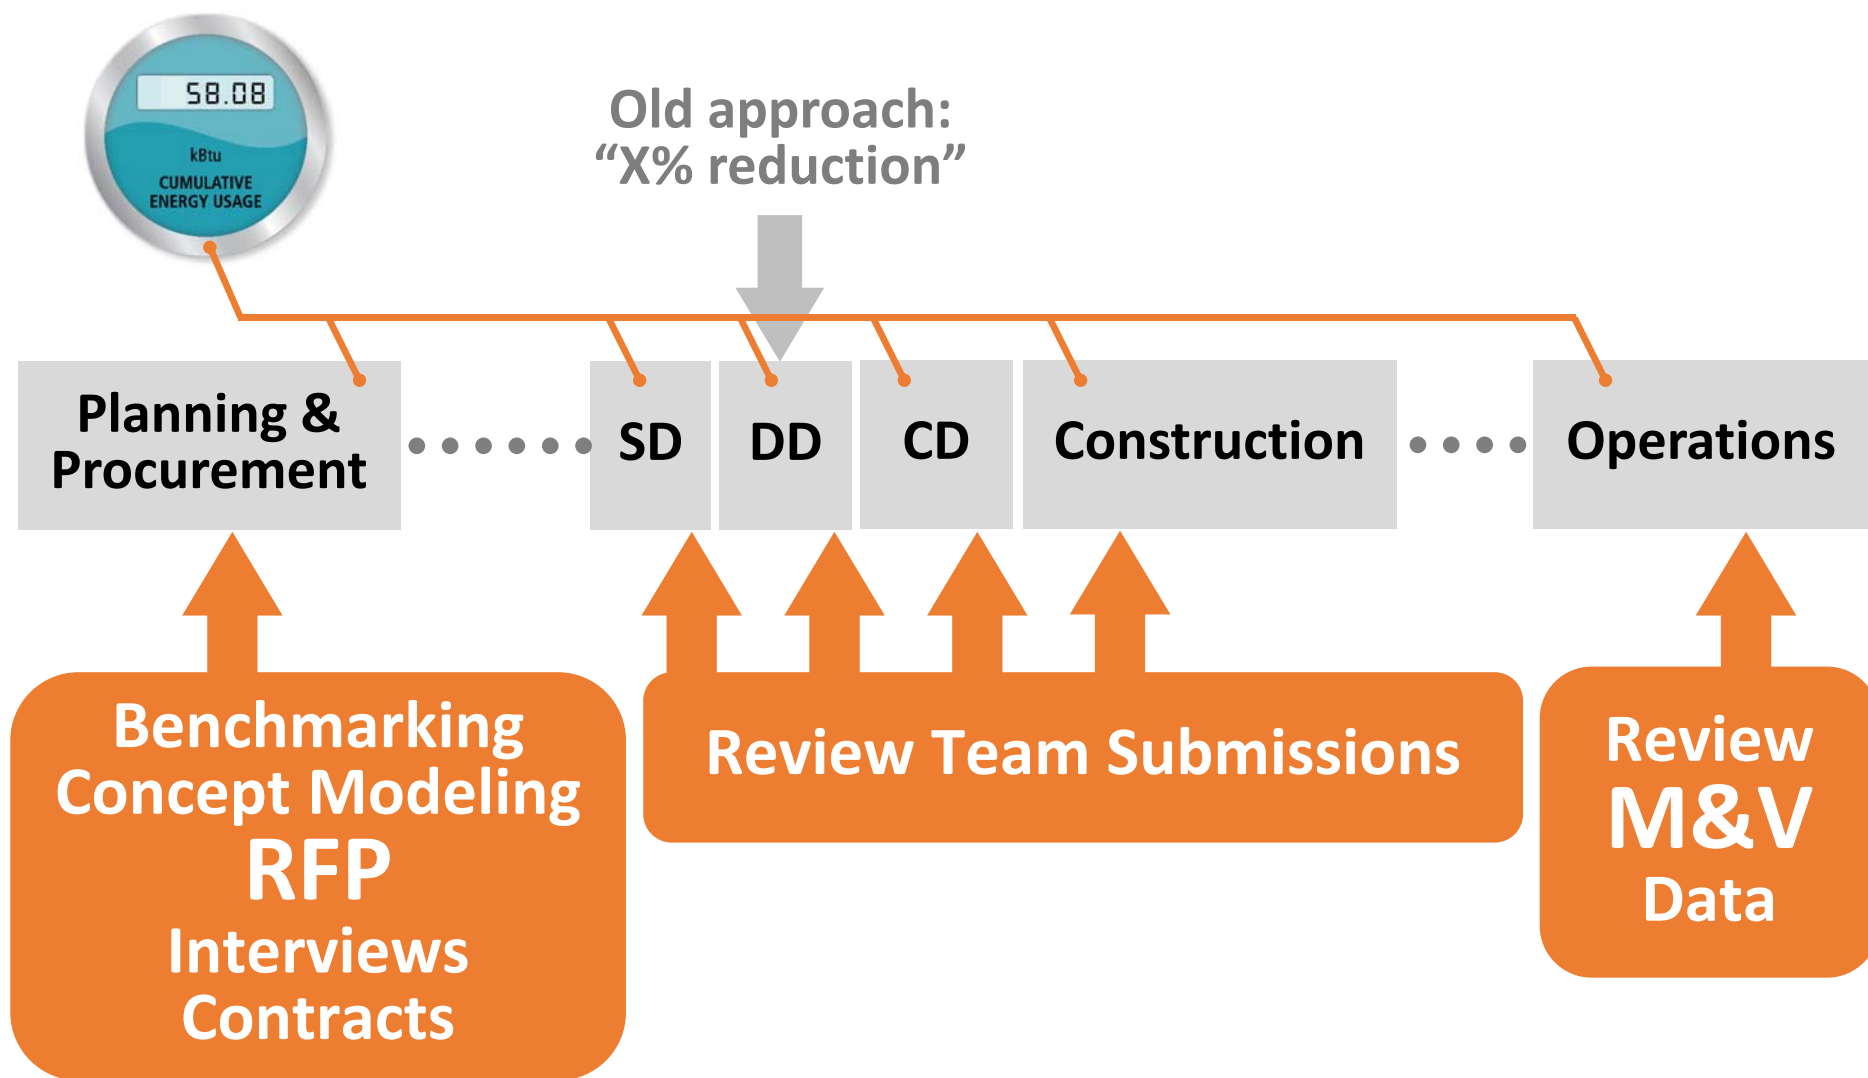 58.08
kBtu
CUMULATIVE
ENERGY USAGE
Old approach:
“X% reduction”
Planning &
Procurement
SD
DD
CD
Construction
Operations
Benchmarking
Concept Modeling
RFP
Interviews
Contracts
Review Team Submissions
Review
M&V
Data